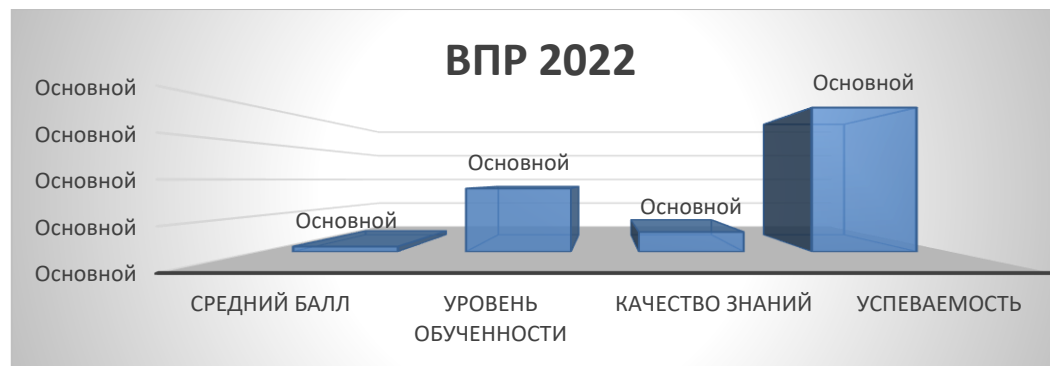 ВПР 2022
Основной
Основной
Основной
Основной
Основной
Основной
Основной
Основной
Основной
СРЕДНИЙ БАЛЛ
УРОВЕНЬ
ОБУЧЕННОСТИ
КАЧЕСТВО ЗНАНИЙ
УСПЕВАЕМОСТЬ